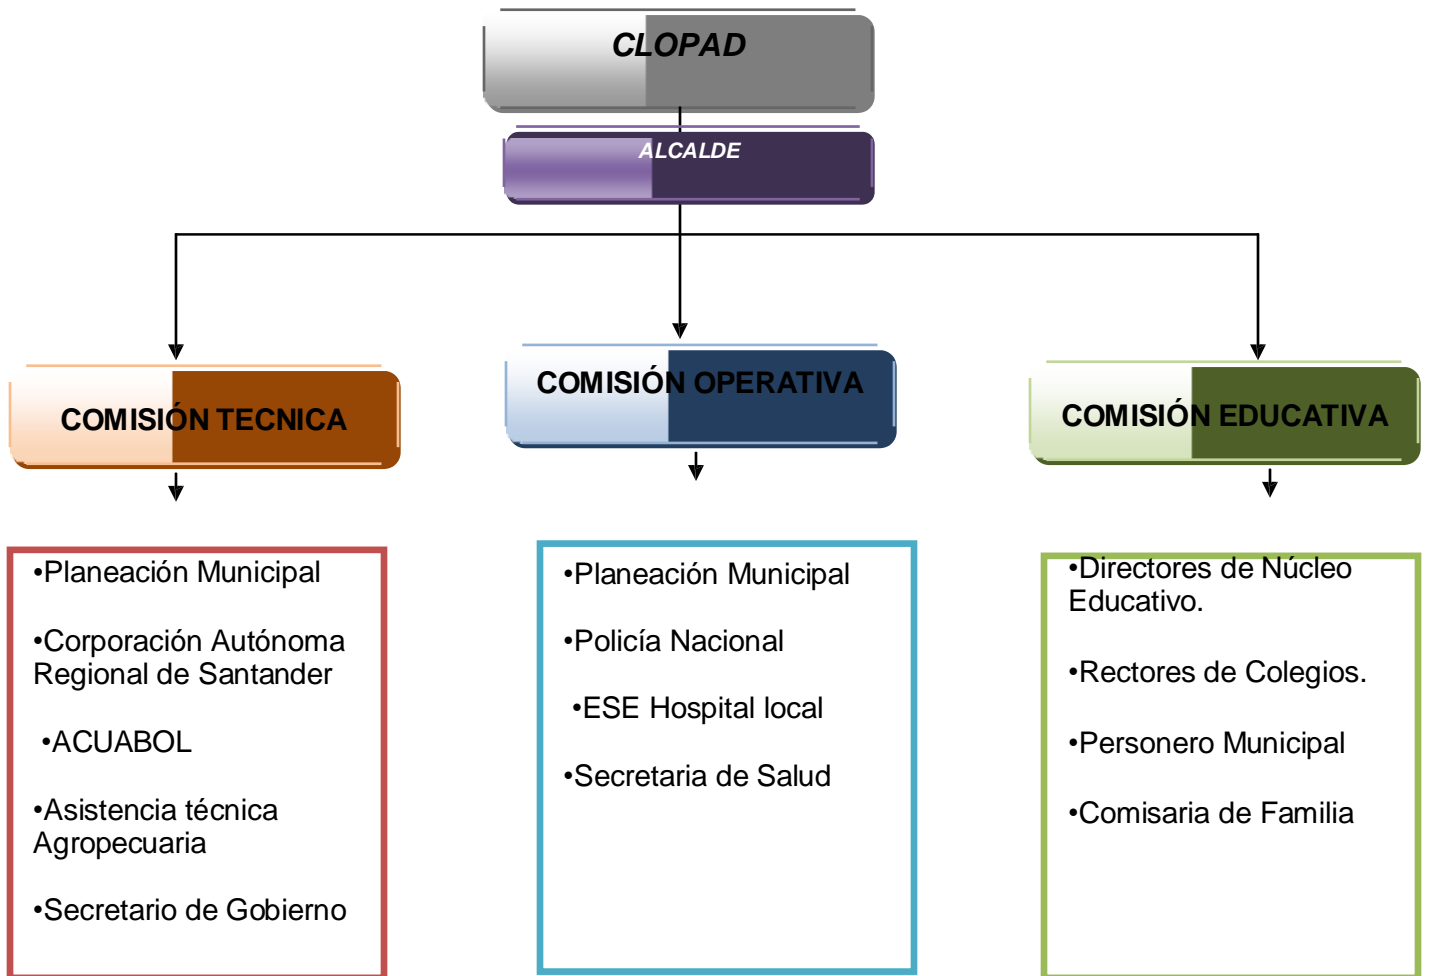 CLOPAD
ALCALDE
COMISIÓN TECNICA
COMISIÓN OPERATIVA
COMISIÓN EDUCATIVA
•Planeación Municipal
•Corporación Autónoma
Regional de Santander
•ACUABOL
•Asistencia técnica
Agropecuaria
•Secretario de Gobierno
•Planeación Municipal
•Policía Nacional
•ESE Hospital local
•Secretaria de Salud
•Directores de Núcleo
Educativo.
•Rectores de Colegios.
•Personero Municipal
•Comisaria de Familia